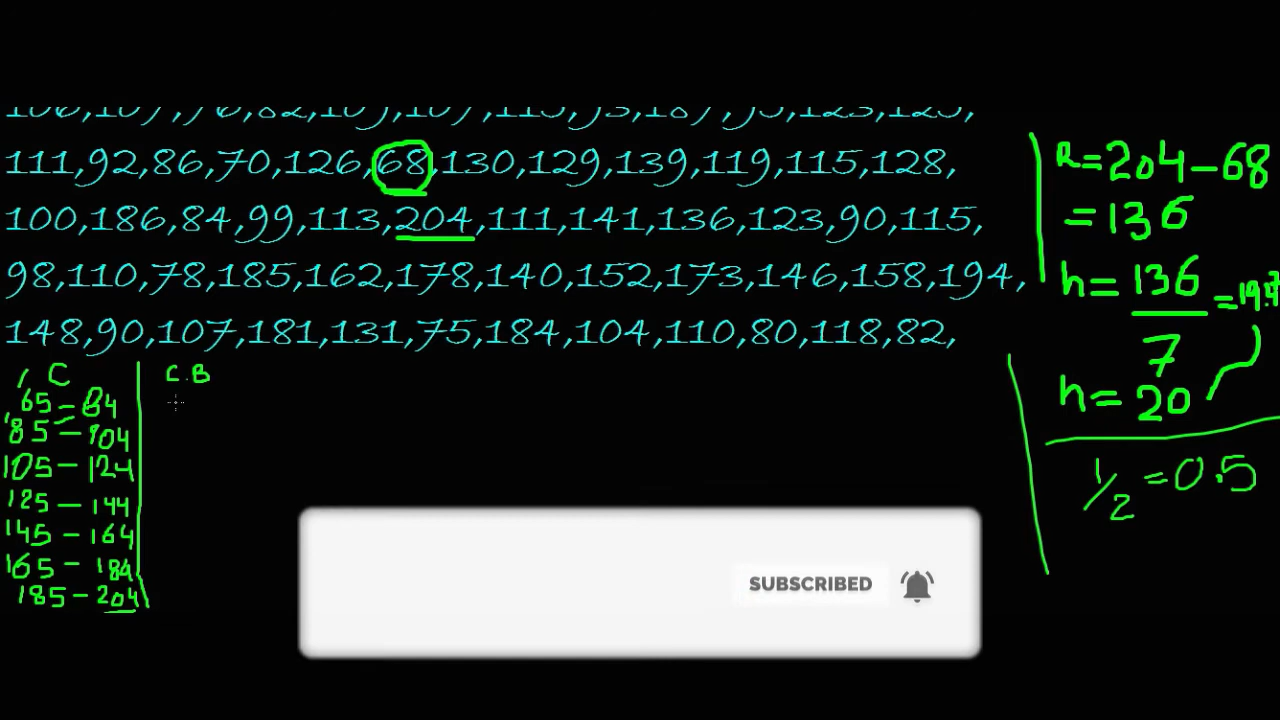 111,92,86,70,126,68,130,129,139,119,115,128,
100,186,84,99,113,204,111,141,136,123,90,115,
98,110,78,185,162,178,140,152,173,146,158,194,
148,90,107,181,131,75,184,104,110,80,118,82,
R=204-68
=136
h=136/7
h=20
1/2=0.5
C
C.B
65-84
85-104
105-124
125-144
145-164
165-184
185-204
SUBSCRIBED